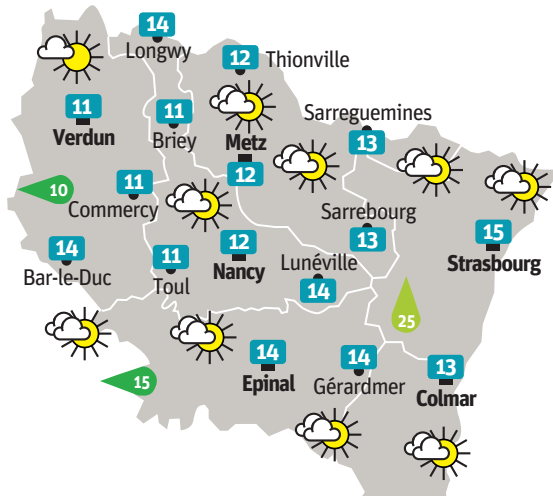 14
Longwy
12 Thionville
11
Verdun
11
Briey
Metz
12
Sarreguemines
13
10
11
Commercy
Sarrebourg
13
15
Strasbourg
14
Bar-le-Duc
11
Toul
12
Nancy
Lunéville
14
25
15
14
Epinal
14
Gérardmer
13
Colmar